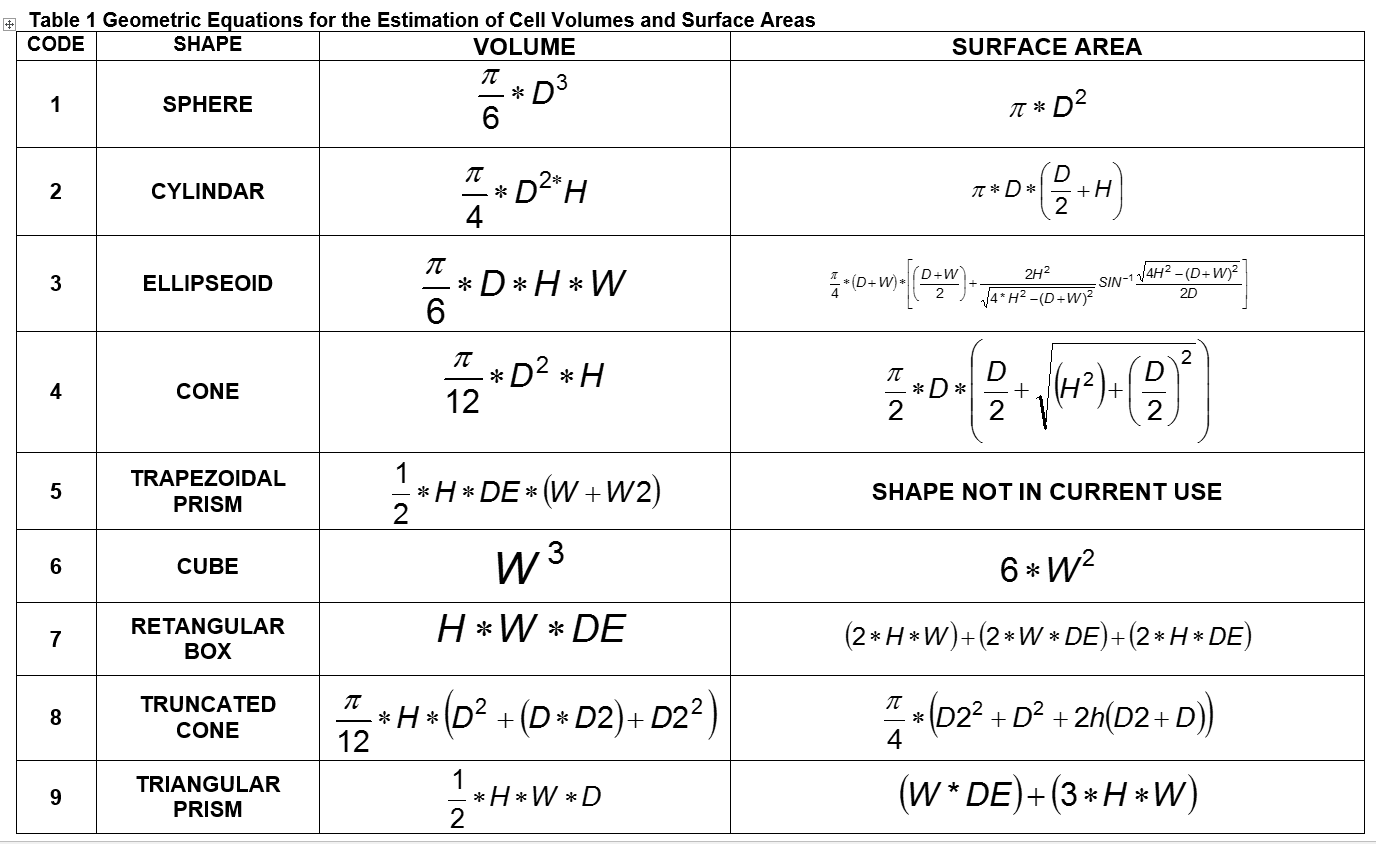 Table 1 Geometric Equations for the Estimation of Cell Volumes and Surface Areas
CODE SHAPE VOLUME SURFACE AREA
1 SPHERE π/6 * D³ π * D²
2 CYLINDAR π/4 * D²* H π * D * (D/2 + H)
3 ELLIPSEOID π/6 * D * H * W π/4 * (D + W) * [((D + W)/2) + 2H²/√(4 * H² − (D + W)²) SIN⁻¹ √(4H² − (D + W)²)/2D]
4 CONE π/12 * D² * H π/2 * D * (D/2 + √((H²) + (D/2)²))
5 TRAPEZOIDAL
PRISM 1/2 * H * DE * (W + W2) SHAPE NOT IN CURRENT USE
6 CUBE W³ 6 * W²
7 RETANGULAR
BOX H * W * DE (2 * H * W) + (2 * W * DE) + (2 * H * DE)
8 TRUNCATED
CONE π/12 * H * (D² + (D * D2) + D2²) π/4 * (D2² + D² + 2h(D2 + D))
9 TRIANGULAR
PRISM 1/2 * H * W * D (W * DE) + (3 * H * W)